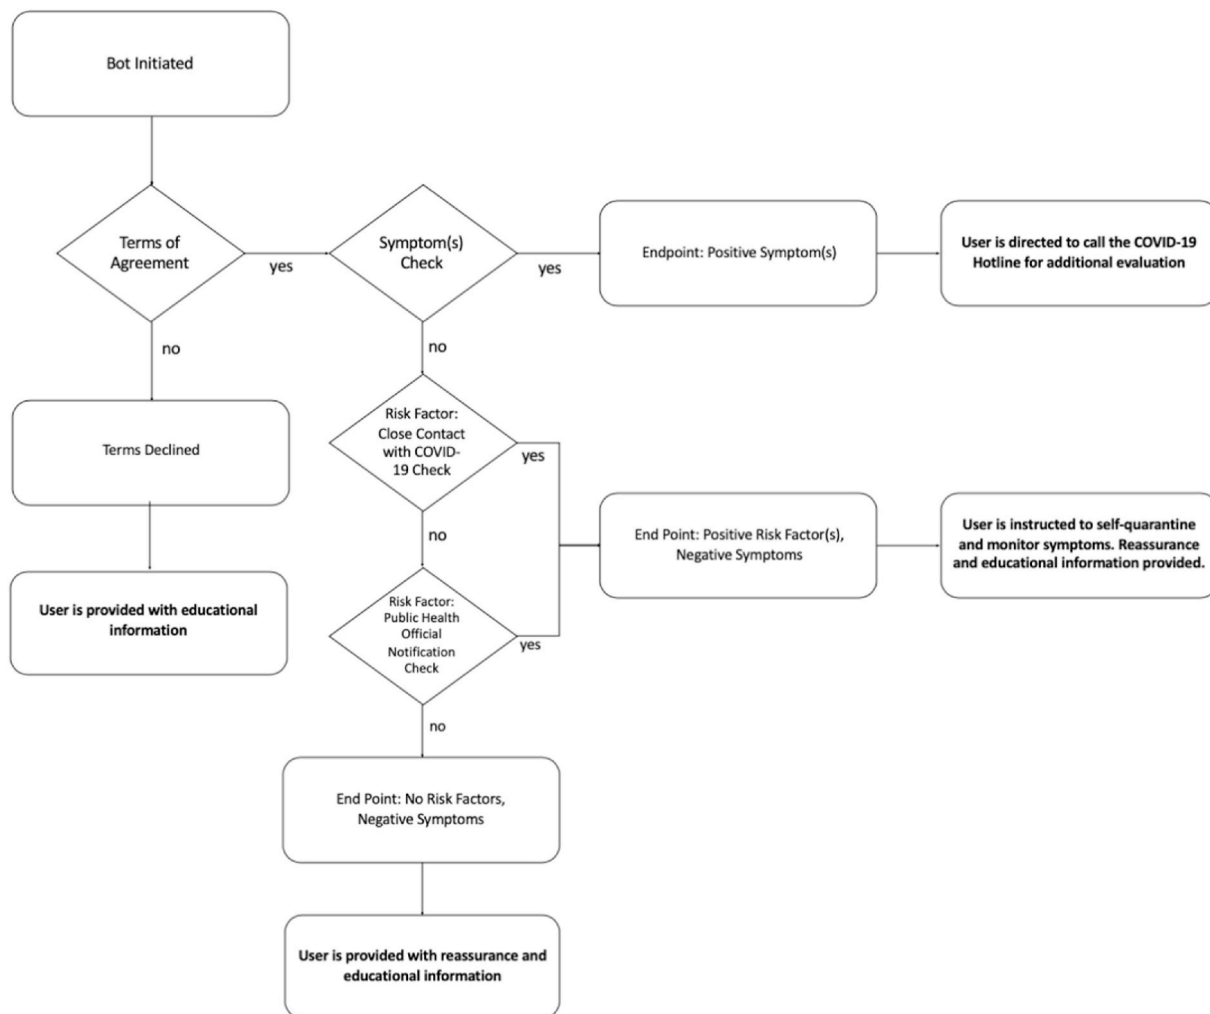 Bot Initiated
Terms of
Agreement
yes
Symptom(s)
Check
yes
Endpoint: Positive Symptom(s)
User is directed to call the COVID-19
Hotline for additional evaluation
no
no
Terms Declined
Risk Factor:
Close Contact
with COVID-
19 Check
yes
End Point: Positive Risk Factor(s),
Negative Symptoms
User is instructed to self-quarantine
and monitor symptoms. Reassurance
and educational information provided.
no
User is provided with educational
information
Risk Factor:
Public Health
Official
Notification
Check
yes
no
End Point: No Risk Factors,
Negative Symptoms
User is provided with reassurance and
educational information